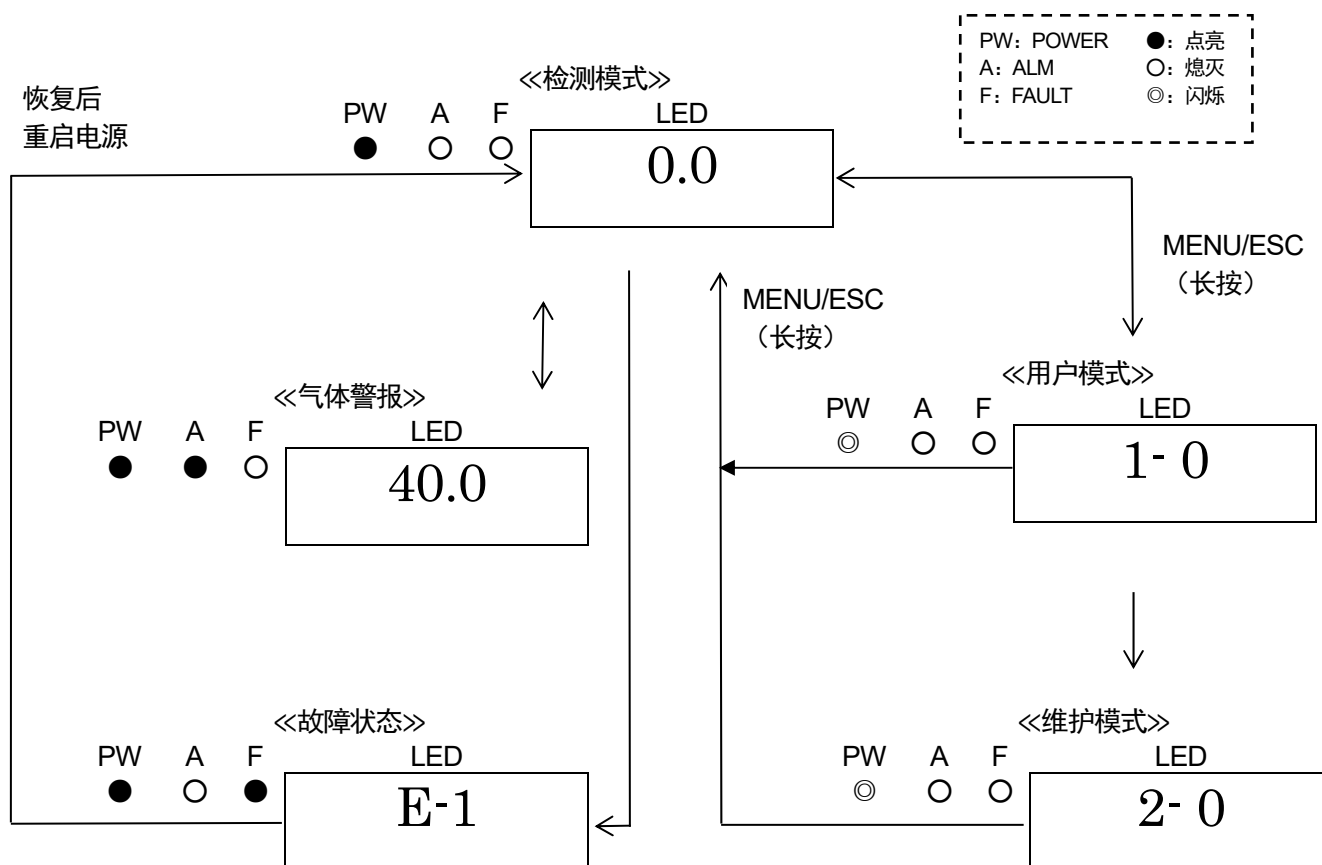 PW：POWER ●：点亮
A：ALM ○：熄灭
F：FAULT ◎：闪烁
≪检测模式≫
恢复后
重启电源
PW A F LED
● ○ ○
0.0
MENU/ESC
（长按）
MENU/ESC
（长按）
≪气体警报≫
PW A F LED
● ● ○
40.0
≪用户模式≫
PW A F LED
◎ ○ ○
1- 0
≪故障状态≫
PW A F LED
● ○ ●
E-1
≪维护模式≫
PW A F LED
◎ ○ ○
2- 0